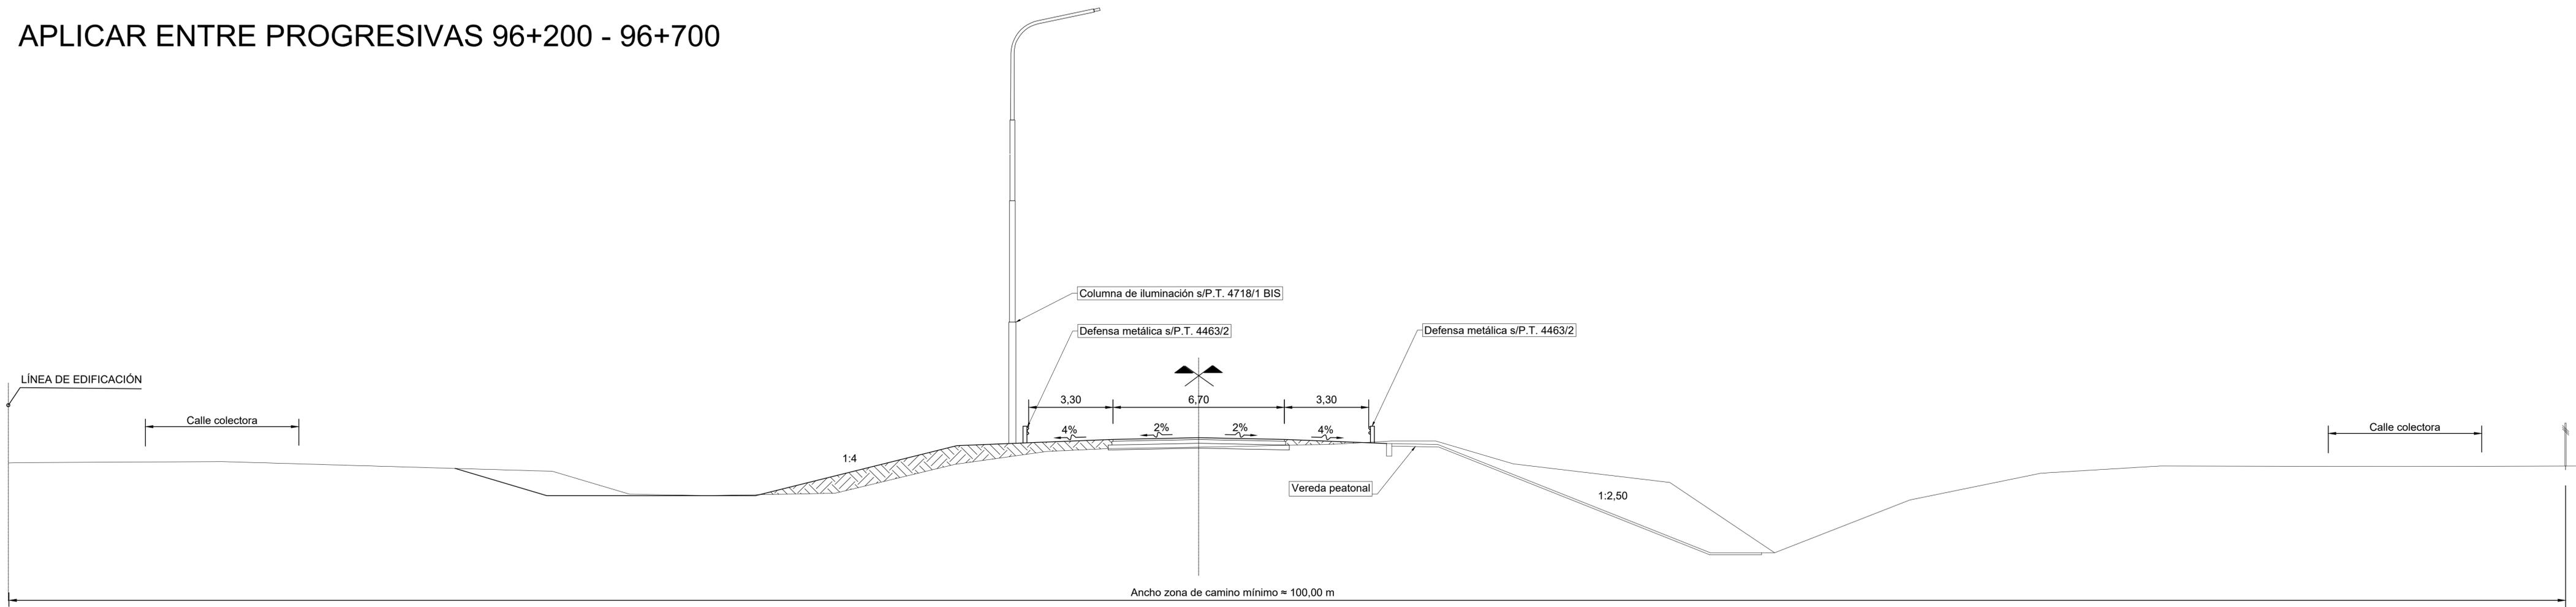 APLICAR ENTRE PROGRESIVAS 96+200 - 96+700
Columna de iluminación s/P.T. 4718/1 BIS
Defensa metálica s/P.T. 4463/2
Defensa metálica s/P.T. 4463/2
LÍNEA DE EDIFICACIÓN
3,30
6,70
3,30
Calle colectora
Calle colectora
4%
2%
2%
4%
1:4
Vereda peatonal
1:2,50
Ancho zona de camino mínimo ≈ 100,00 m